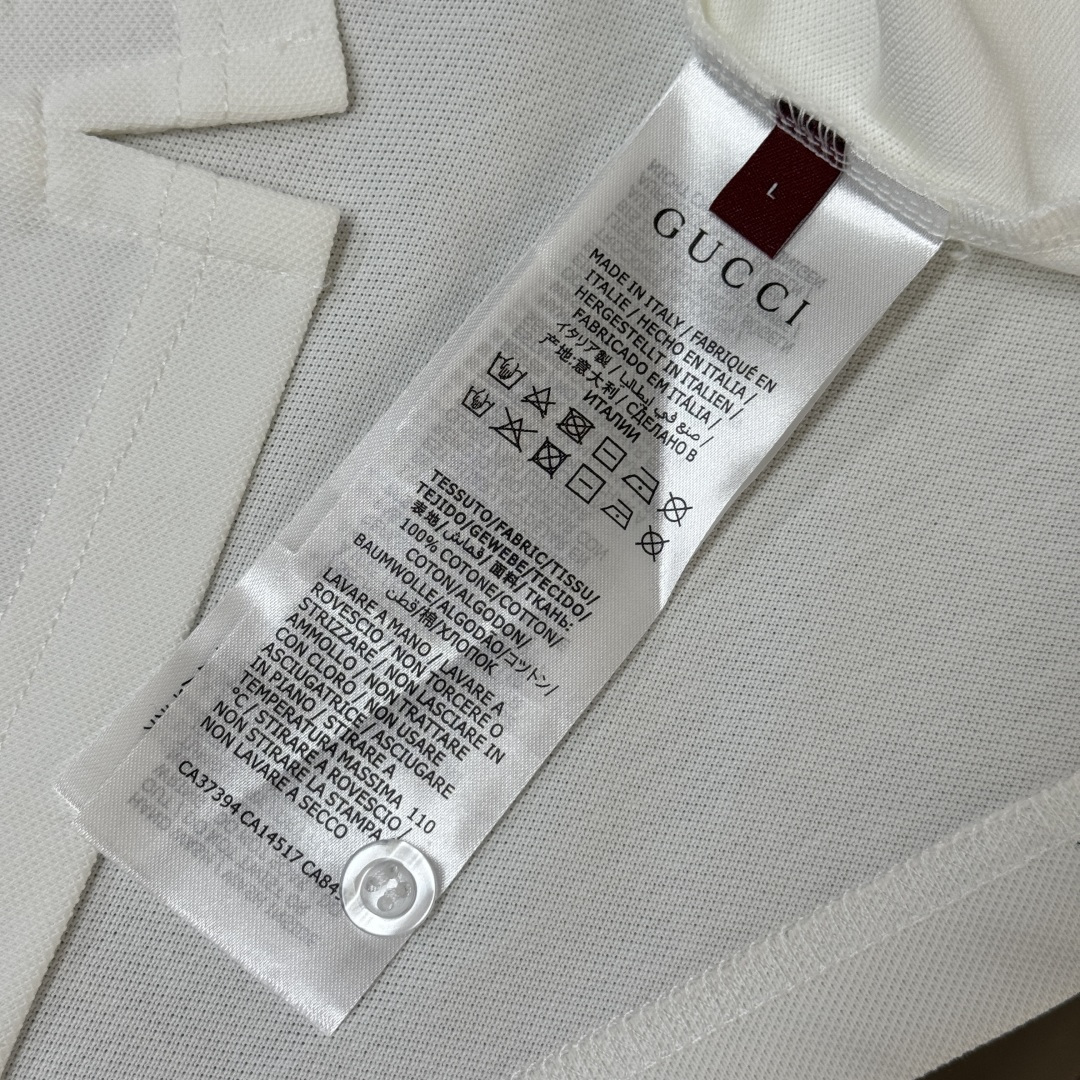 L
GUCCI
MADE IN ITALY / FABRIQUÉ EN
ITALIE / HECHO EN ITALIA /
HERGESTELLT IN ITALIEN /
FABRICADO EM ITÁLIA /
イタリア製 / صنع في إيطاليا /
产地:意大利 / СДЕЛАНО В
ИТАЛИИ
TESSUTO/FABRIC/TISSU/
TEJIDO/GEWEBE/TECIDO/
表地/قماش/面料/ТКАНЬ:
100% COTONE/COTTON/
COTON/ALGODON/
BAUMWOLLE/ALGODÃO/コットン/
قطن/棉/ХЛОПОК
LAVARE A MANO / LAVARE A
ROVESCIO / NON TORCERE O
STRIZZARE / NON LASCIARE IN
AMMOLLO / NON TRATTARE
CON CLORO / NON USARE
ASCIUGATRICE / ASCIUGARE
IN PIANO / STIRARE A
TEMPERATURA MASSIMA 110
°C / STIRARE A ROVESCIO /
NON STIRARE LA STAMPA /
NON LAVARE A SECCO
CA37394 CA14517